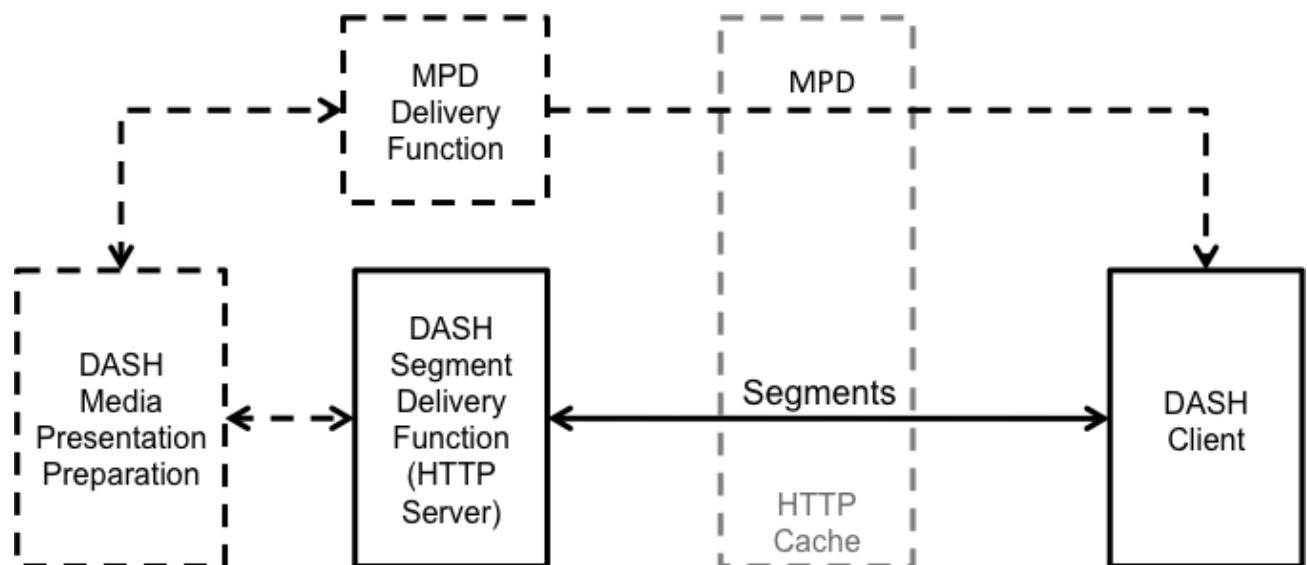 MPD
Delivery
Function
MPD
DASH
Media
Presentation
Preparation
DASH
Segment
Delivery
Function
(HTTP
Server)
Segments
HTTP
Cache
DASH
Client